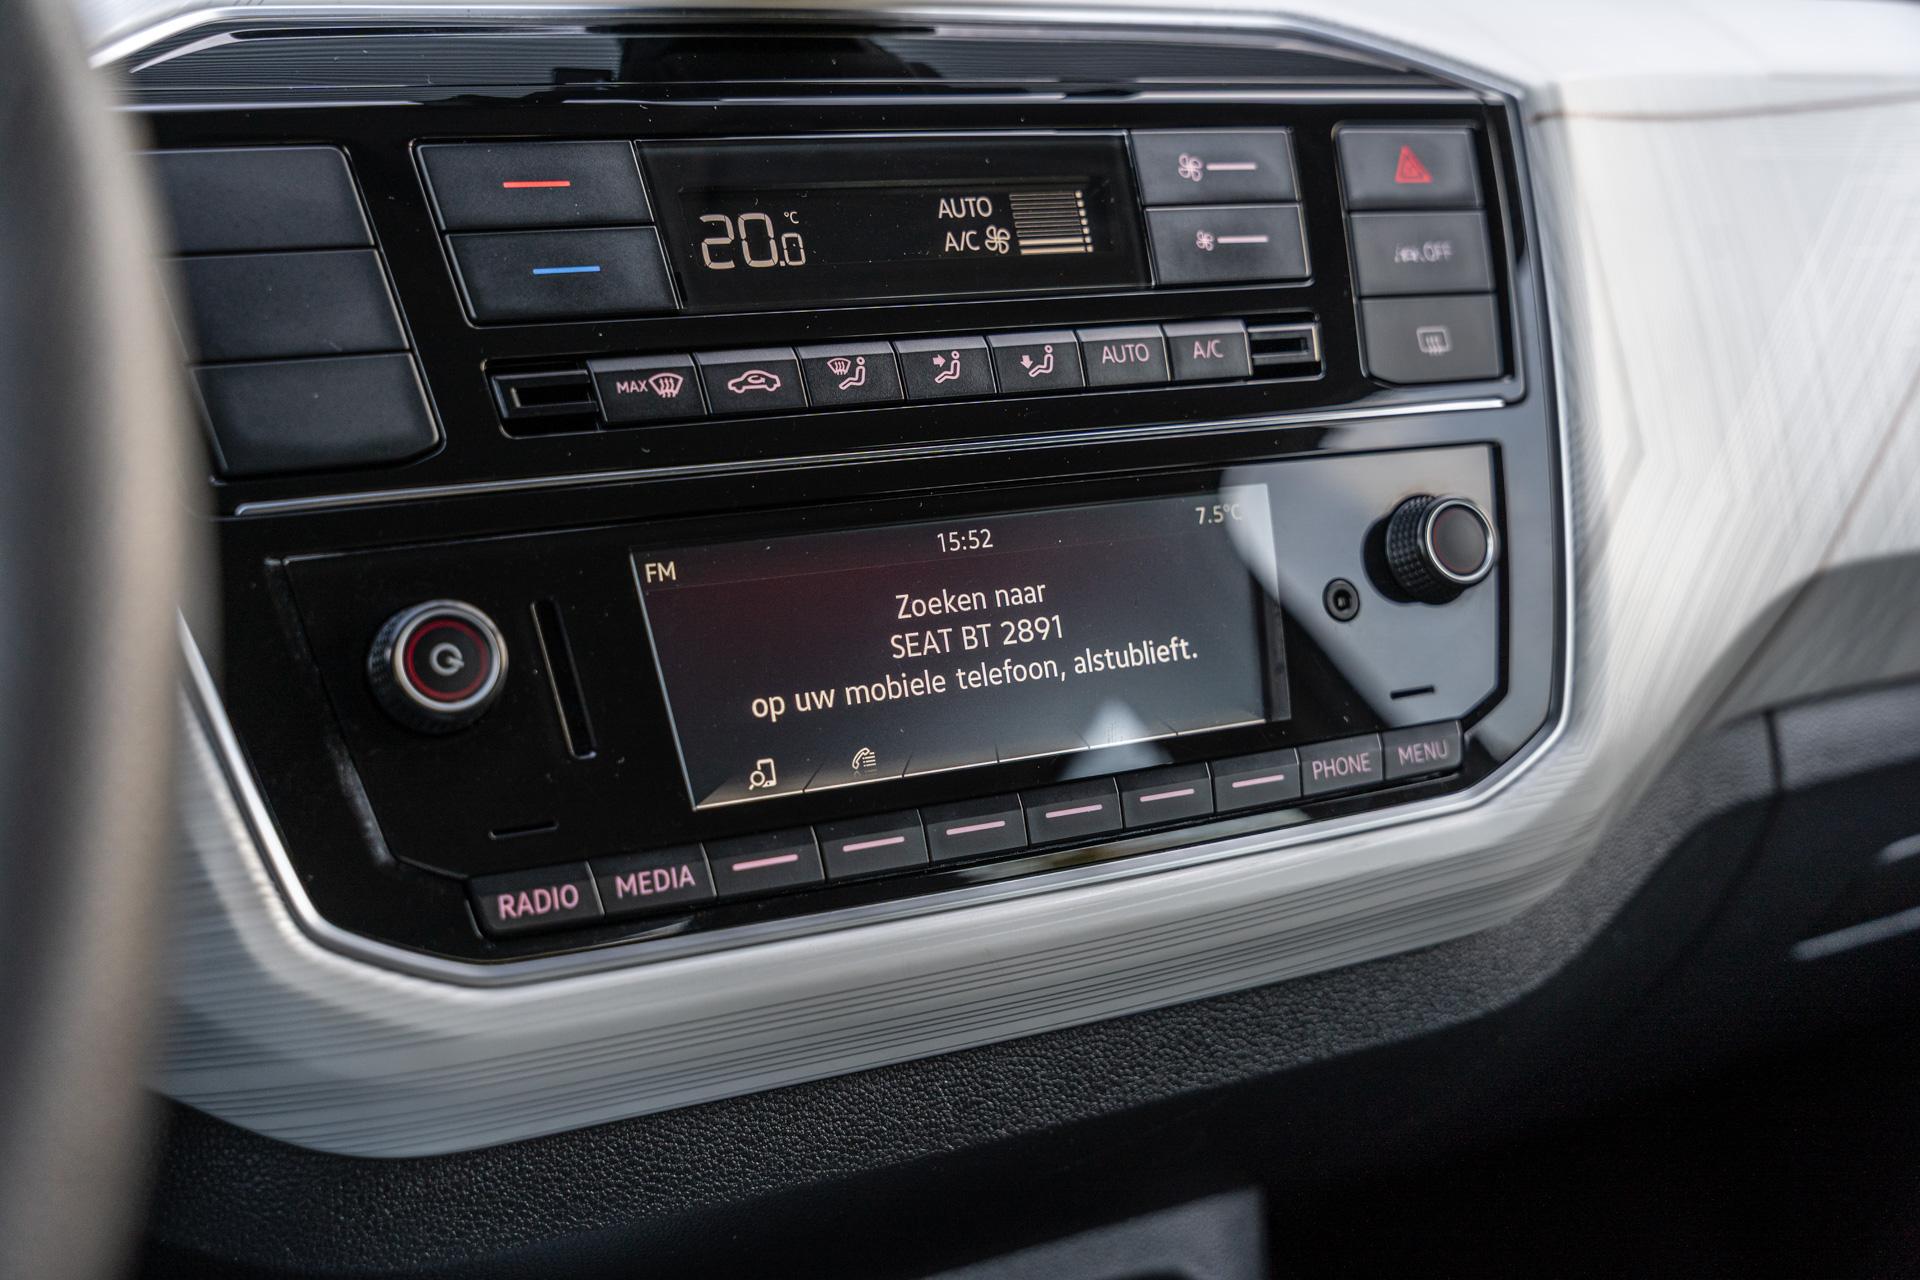 20.0 °C
AUTO
A/C
OFF
MAX
AUTO
A/C
7.5°C
15:52
FM
Zoeken naar
SEAT BT 2891
op uw mobiele telefoon, alstublieft.
RADIO
MEDIA
PHONE
MENU